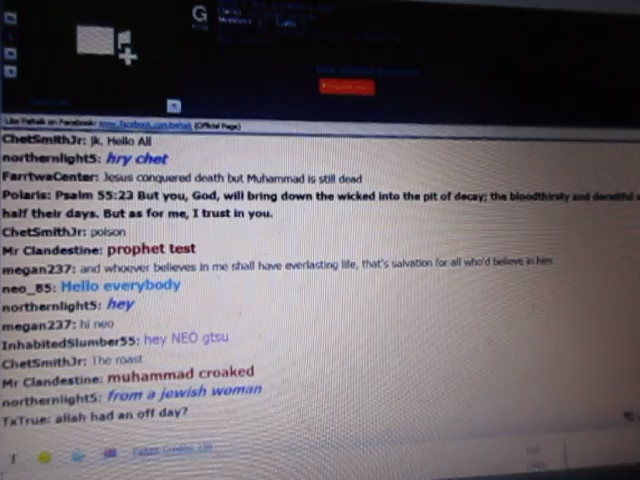 G
Like Paltalk on Facebook: www.facebook.com/paltalk (Official Page)
ChetSmithJr: jk, Hello All
northernlight5: hry chet
FarrtwaCenter: Jesus conquered death but Muhammad is still dead
Polaris: Psalm 55:23 But you, God, will bring down the wicked into the pit of decay; the bloodthirsty and deceitful
half their days. But as for me, I trust in you.
ChetSmithJr: poison
Mr Clandestine: prophet test
megan237: and whoever believes in me shall have everlasting life, that's salvation for all who'd believe in him
neo_85: Hello everybody
northernlight5: hey
megan237: hi neo
InhabitedSlumber55: hey NEO gtsu
ChetSmithJr: The roast
Mr Clandestine: muhammad croaked
northernlight5: from a jewish woman
TxTrue: allah had an off day?